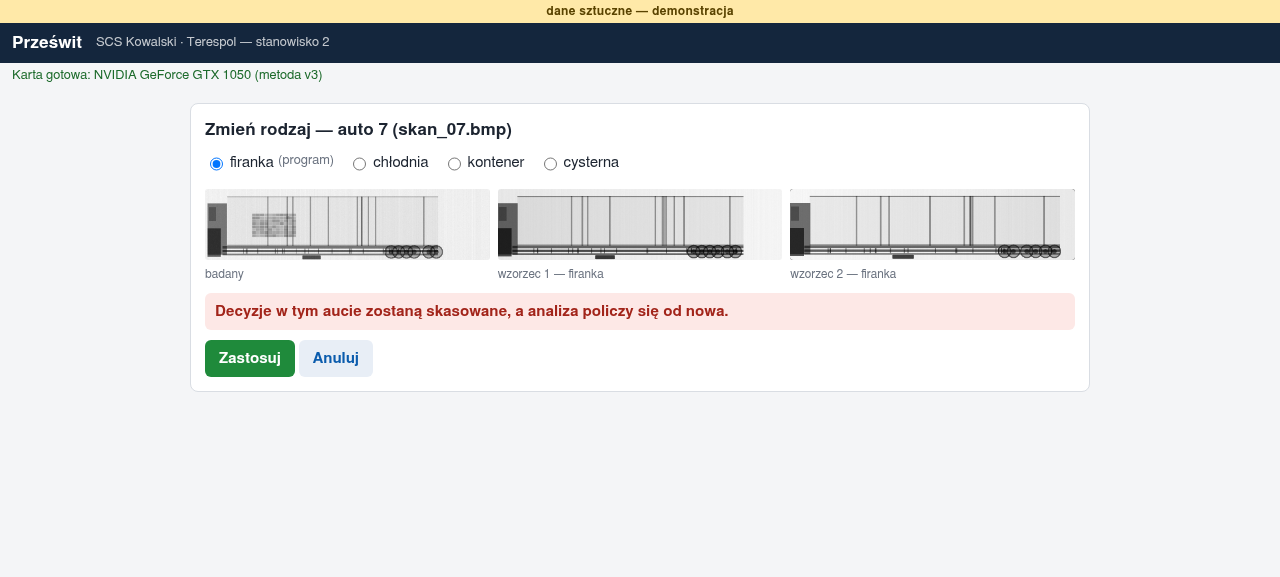 dane sztuczne — demonstracja
Prześwit SCS Kowalski · Terespol — stanowisko 2
Karta gotowa: NVIDIA GeForce GTX 1050 (metoda v3)
Zmień rodzaj — auto 7 (skan_07.bmp)
firanka (program) chłodnia kontener cysterna
badany wzorzec 1 — firanka wzorzec 2 — firanka
Decyzje w tym aucie zostaną skasowane, a analiza policzy się od nowa.
Zastosuj Anuluj